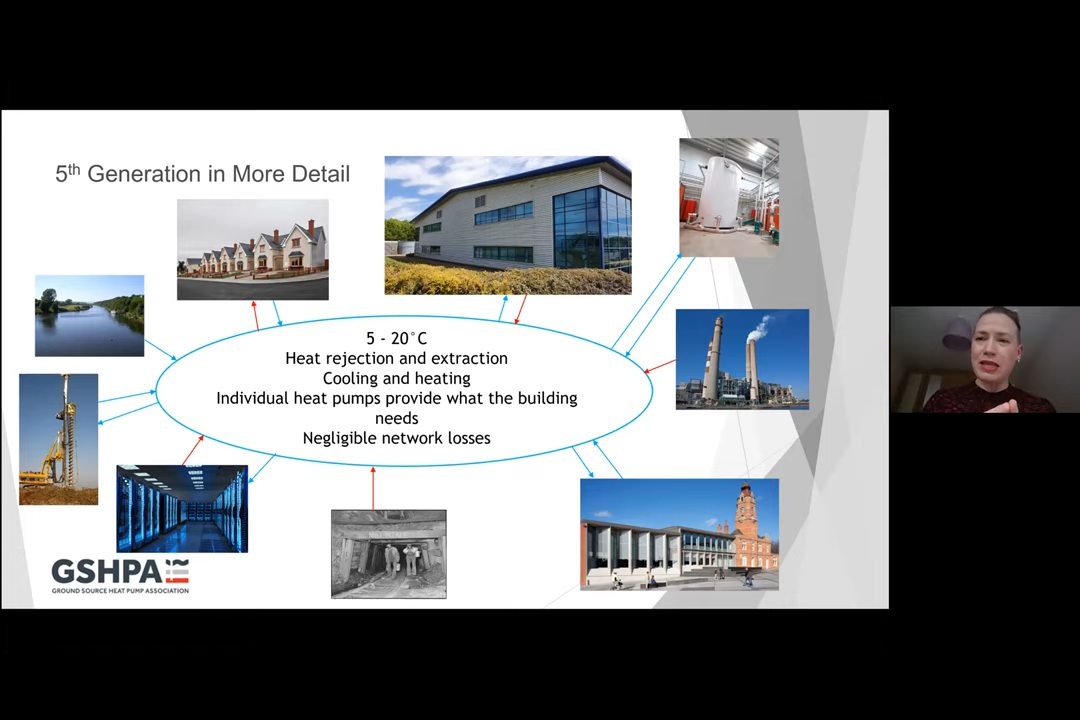 5th Generation in More Detail
5 - 20°C
Heat rejection and extraction
Cooling and heating
Individual heat pumps provide what the building
needs
Negligible network losses
GSHPA
GROUND SOURCE HEAT PUMP ASSOCIATION